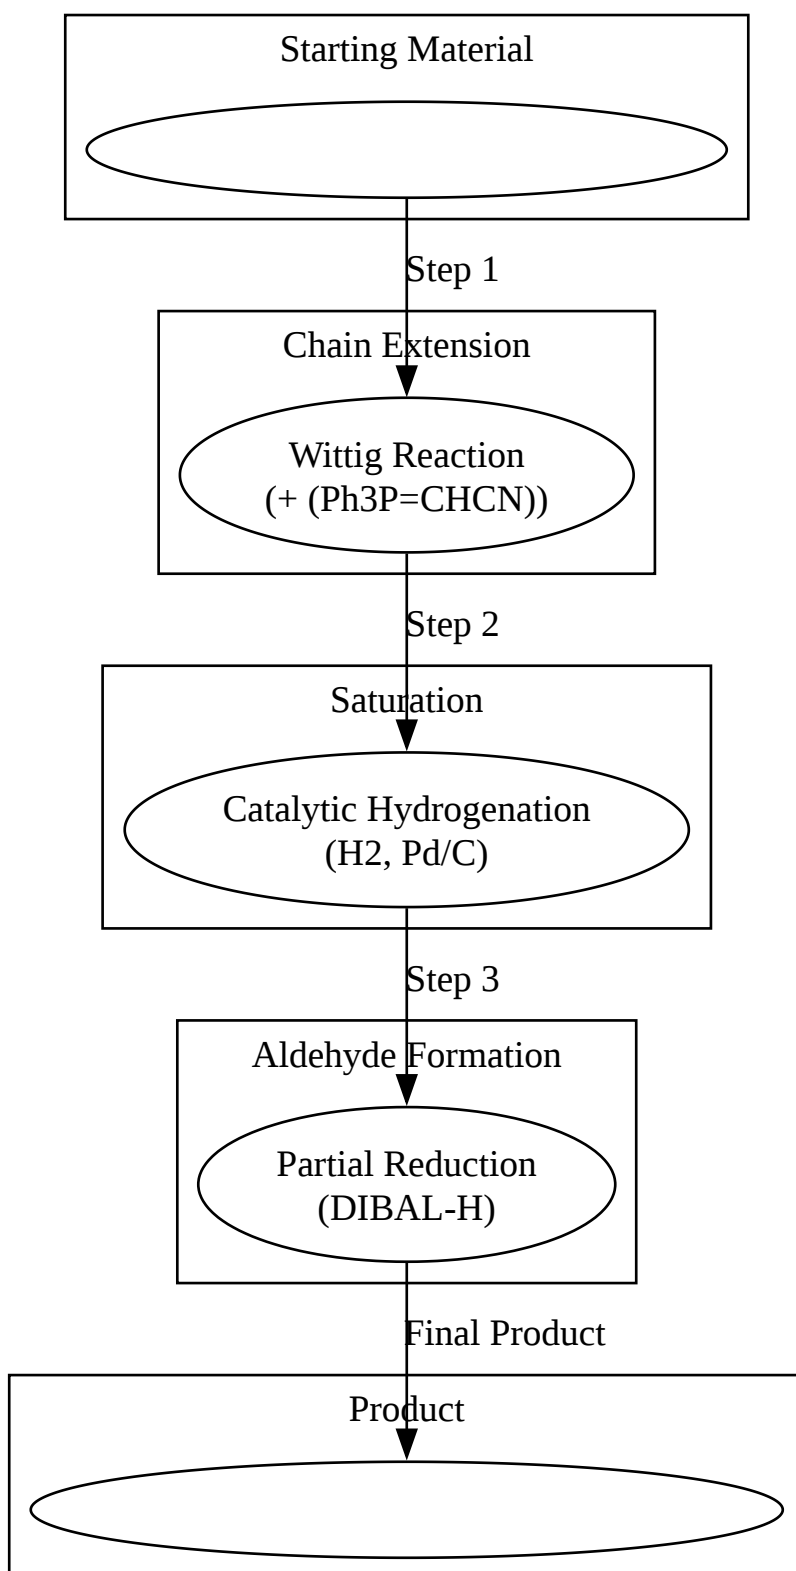 Starting Material
Step 1
Chain Extension
Wittig Reaction
(+ (Ph3P=CHCN))
Step 2
Saturation
Catalytic Hydrogenation
(H2, Pd/C)
Step 3
Aldehyde Formation
Partial Reduction
(DIBAL-H)
Final Product
Product